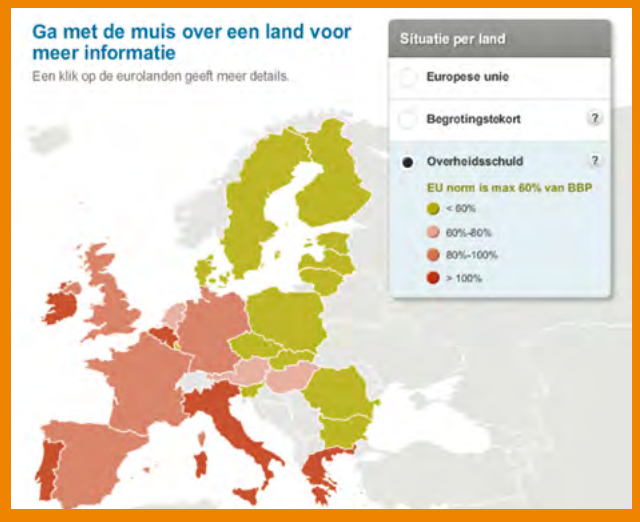 Ga met de muis over een land voor
meer informatie
Een klik op de eurolanden geeft meer details.
Situatie per land
Europese unie
Begrotingstekort ?
Overheidsschuld ?
EU norm is max 60% van BBP
< 60%
60%-80%
80%-100%
> 100%